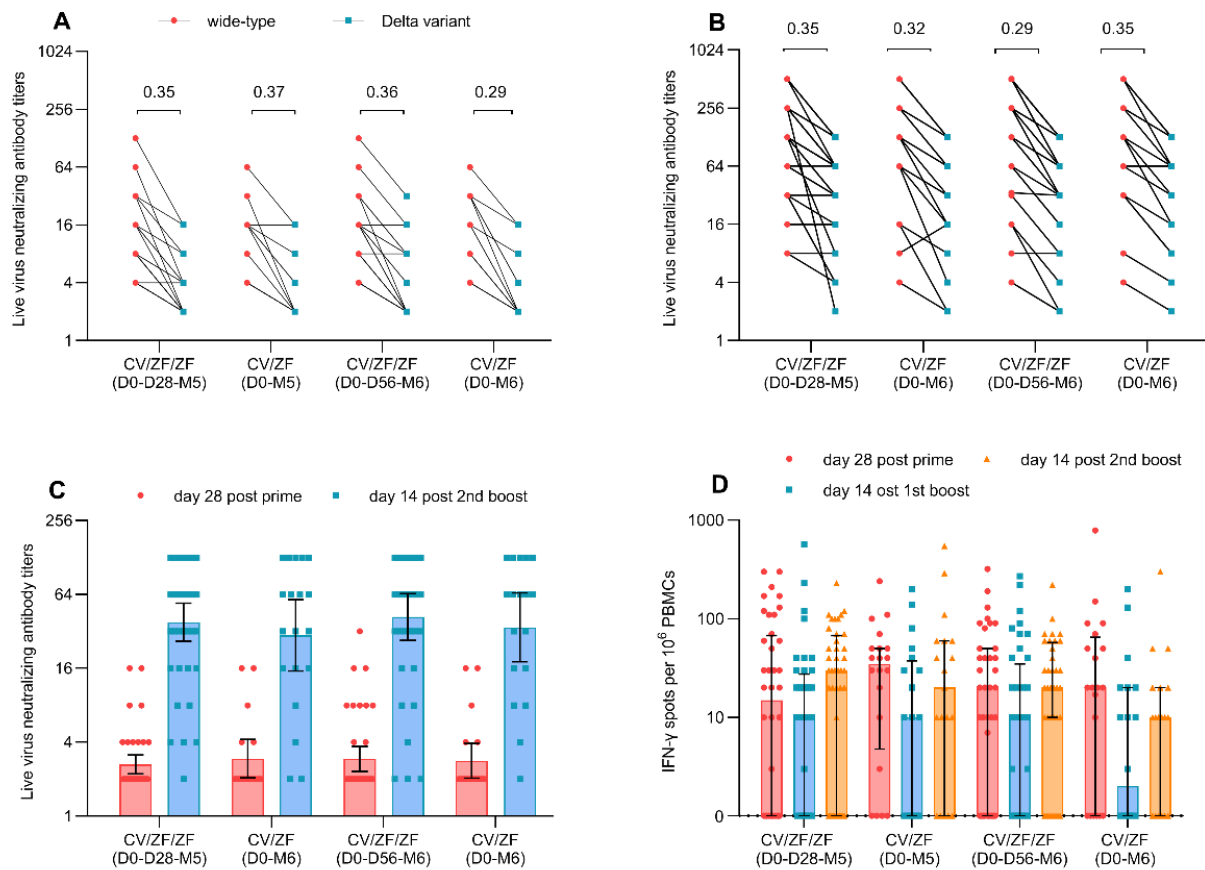 A
wide-type
Delta variant
Live virus neutralizing antibody titers
1024
256
64
16
4
1
0.35
0.37
0.36
0.29
CV/ZF/ZF
(D0-D28-M5)
CV/ZF
(D0-M5)
CV/ZF/ZF
(D0-D56-M6)
CV/ZF
(D0-M6)
B
Live virus neutralizing antibody titers
1024
256
64
16
4
1
0.35
0.32
0.29
0.35
CV/ZF/ZF
(D0-D28-M5)
CV/ZF
(D0-M6)
CV/ZF/ZF
(D0-D56-M6)
CV/ZF
(D0-M6)
C
day 28 post prime
day 14 post 2nd boost
Live virus neutralizing antibody titers
256
64
16
4
1
CV/ZF/ZF
(D0-D28-M5)
CV/ZF
(D0-M6)
CV/ZF/ZF
(D0-D56-M6)
CV/ZF
(D0-M6)
D
day 28 post prime
day 14 post 2nd boost
day 14 ost 1st boost
IFN-γ spots per 10⁶ PBMCs
1000
100
10
0
CV/ZF/ZF
(D0-D28-M5)
CV/ZF
(D0-M5)
CV/ZF/ZF
(D0-D56-M6)
CV/ZF
(D0-M6)